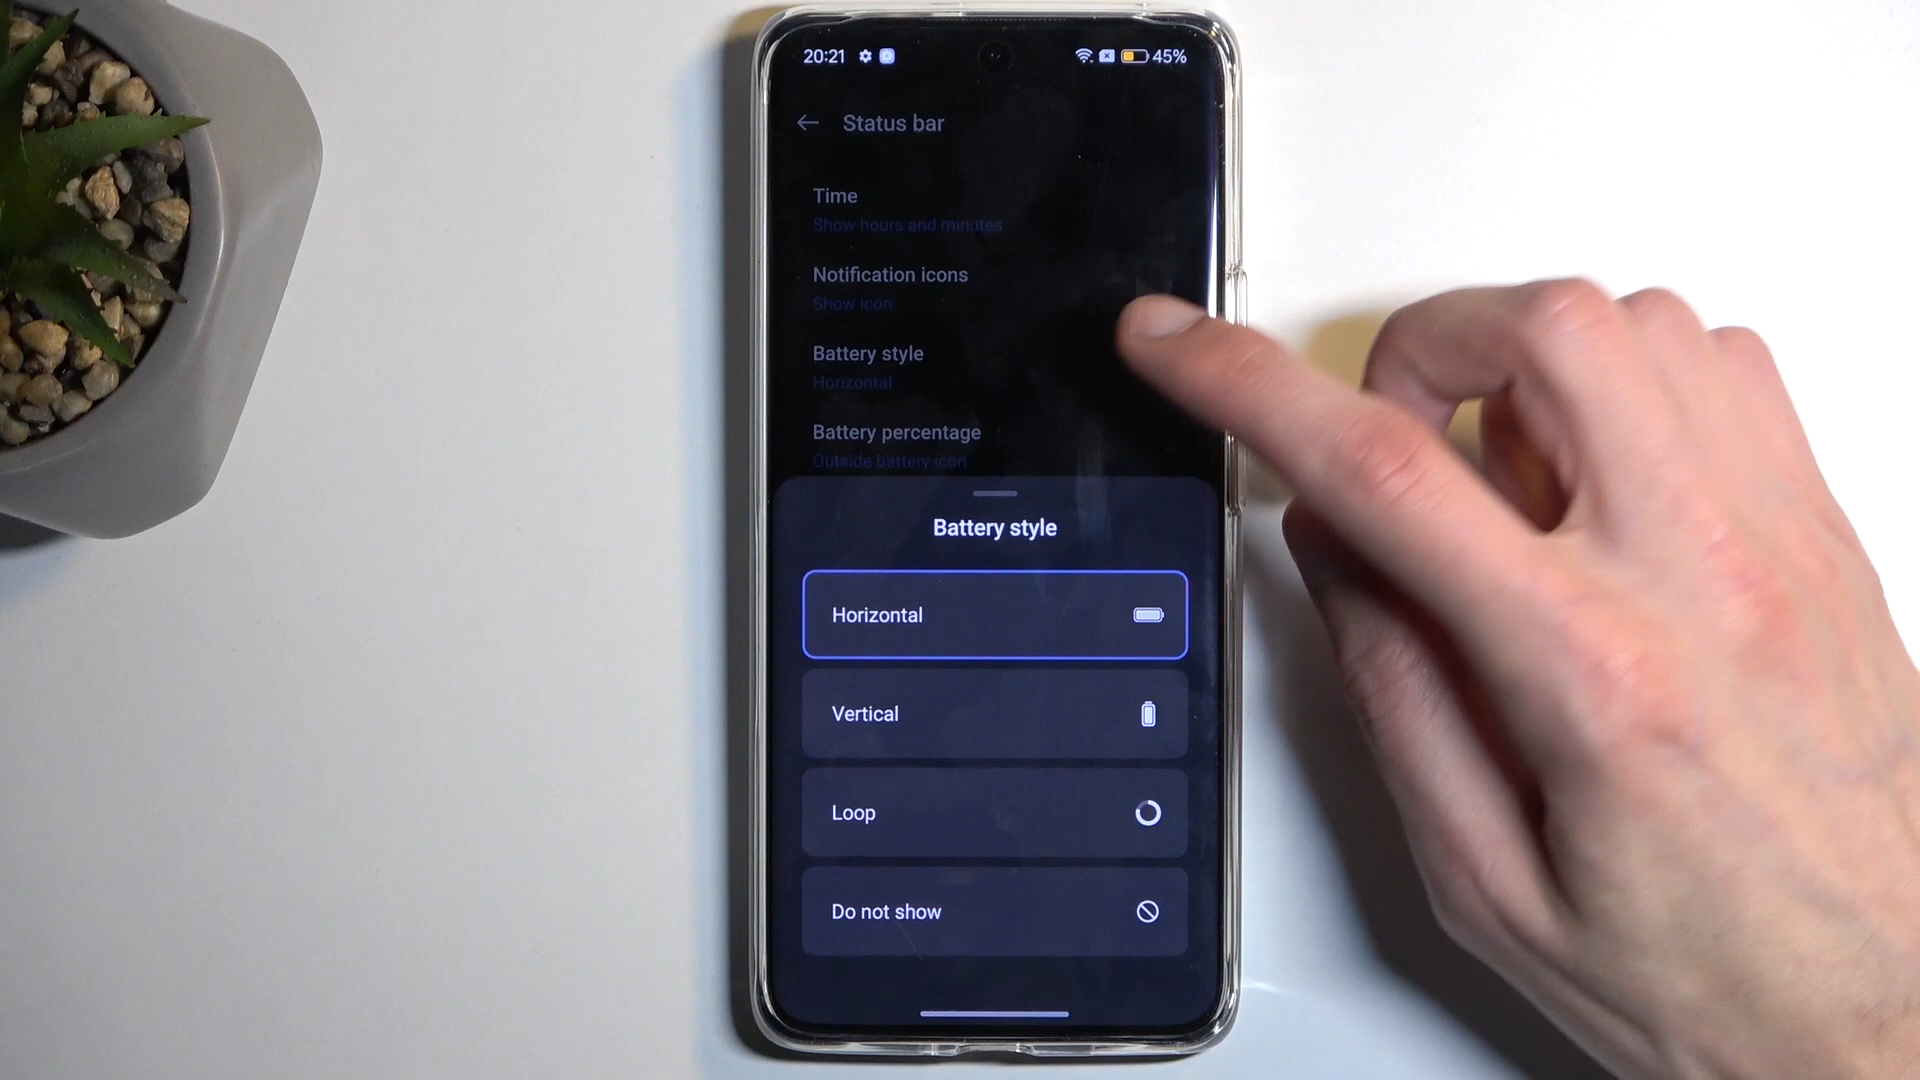 20:21 45%
Status bar
Time
Show hours and minutes
Notification icons
Show icon
Battery style
Horizontal
Battery percentage
Outside battery icon
Battery style
Horizontal
Vertical
Loop
Do not show